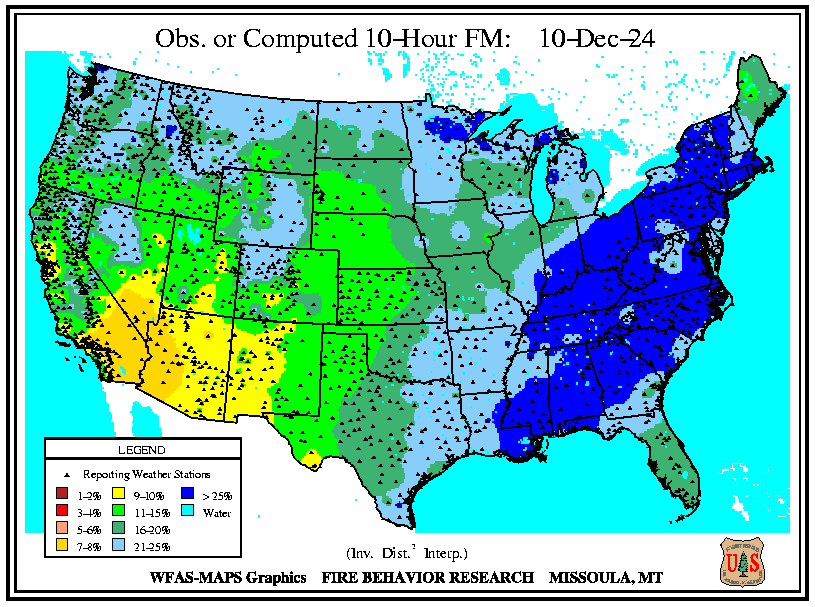 Obs. or Computed 10-Hour FM: 10-Dec-24
LEGEND
Reporting Weather Stations
1-2% 9-10% > 25%
3-4% 11-15% Water
5-6% 16-20%
7-8% 21-25%
(Inv. Dist.² Interp.)
WFAS-MAPS Graphics FIRE BEHAVIOR RESEARCH MISSOULA, MT
U S